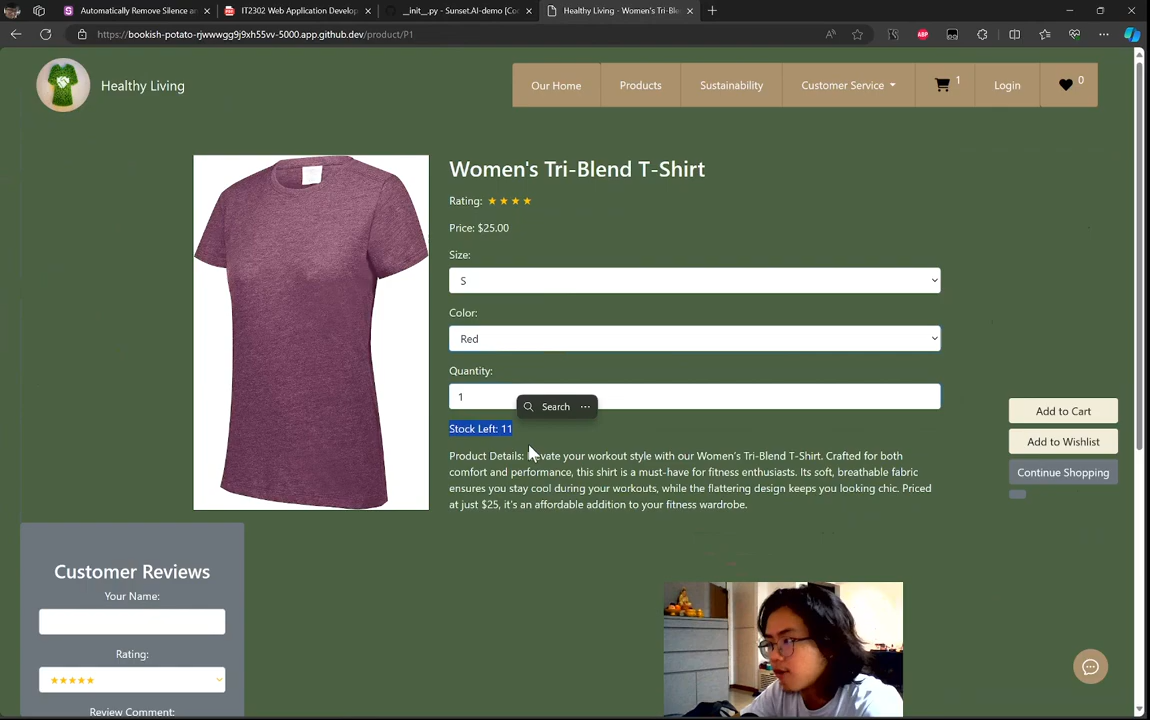 Automatically Remove Silence an
IT2302 Web Application Develop
__init__.py - Sunset.AI-demo [Co
Healthy Living - Women's Tri-Ble
https://bookish-potato-rjwwwgg9j9xh55vv-5000.app.github.dev/product/P1
Healthy Living
Our Home
Products
Sustainability
Customer Service
1
Login
0
Women's Tri-Blend T-Shirt
Rating: ★★★★
Price: $25.00
Size:
S
Color:
Red
Quantity:
1
Search
Stock Left: 11
Product Details: Elevate your workout style with our Women's Tri-Blend T-Shirt. Crafted for both
comfort and performance, this shirt is a must-have for fitness enthusiasts. Its soft, breathable fabric
ensures you stay cool during your workouts, while the flattering design keeps you looking chic. Priced
at just $25, it's an affordable addition to your fitness wardrobe.
Add to Cart
Add to Wishlist
Continue Shopping
Customer Reviews
Your Name:
Rating:
★★★★★
Review Comment: